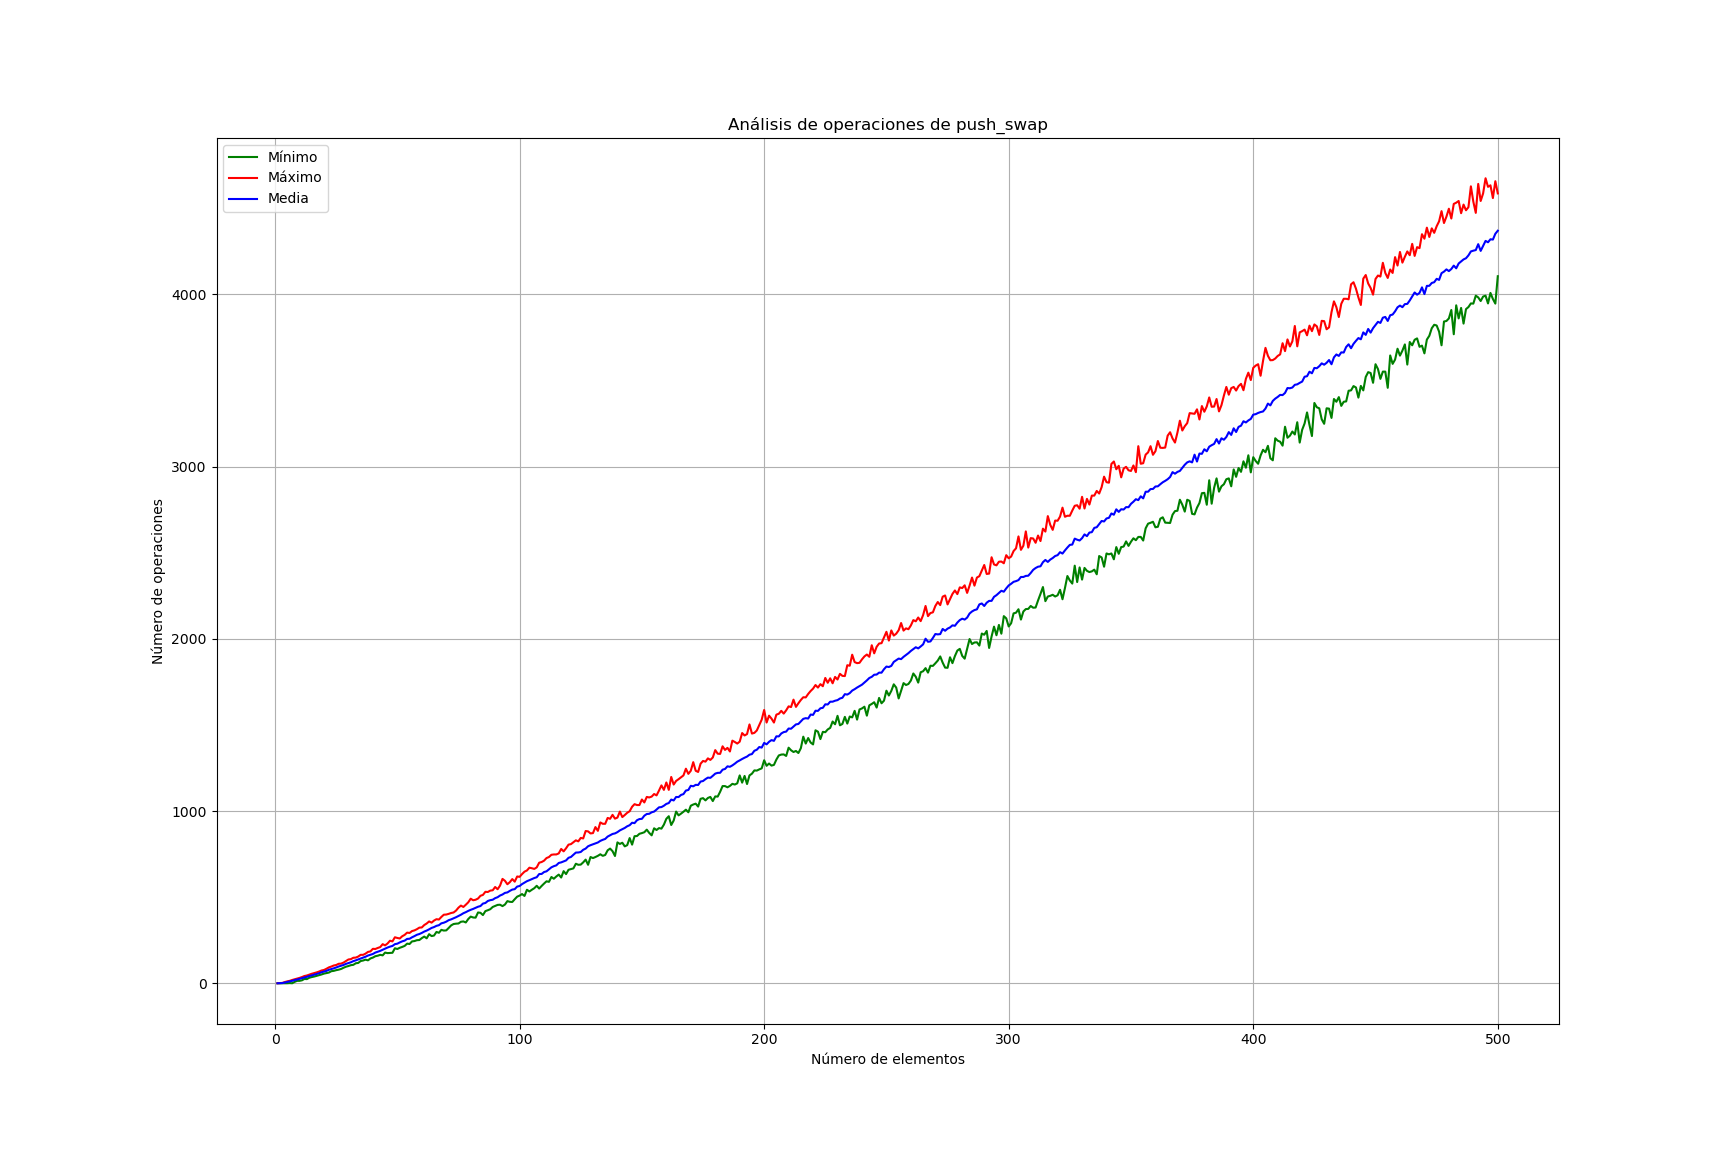 Análisis de operaciones de push_swap
Mínimo
Máximo
Media
4000
3000
2000
1000
0
Número de operaciones
0 100 200 300 400 500
Número de elementos